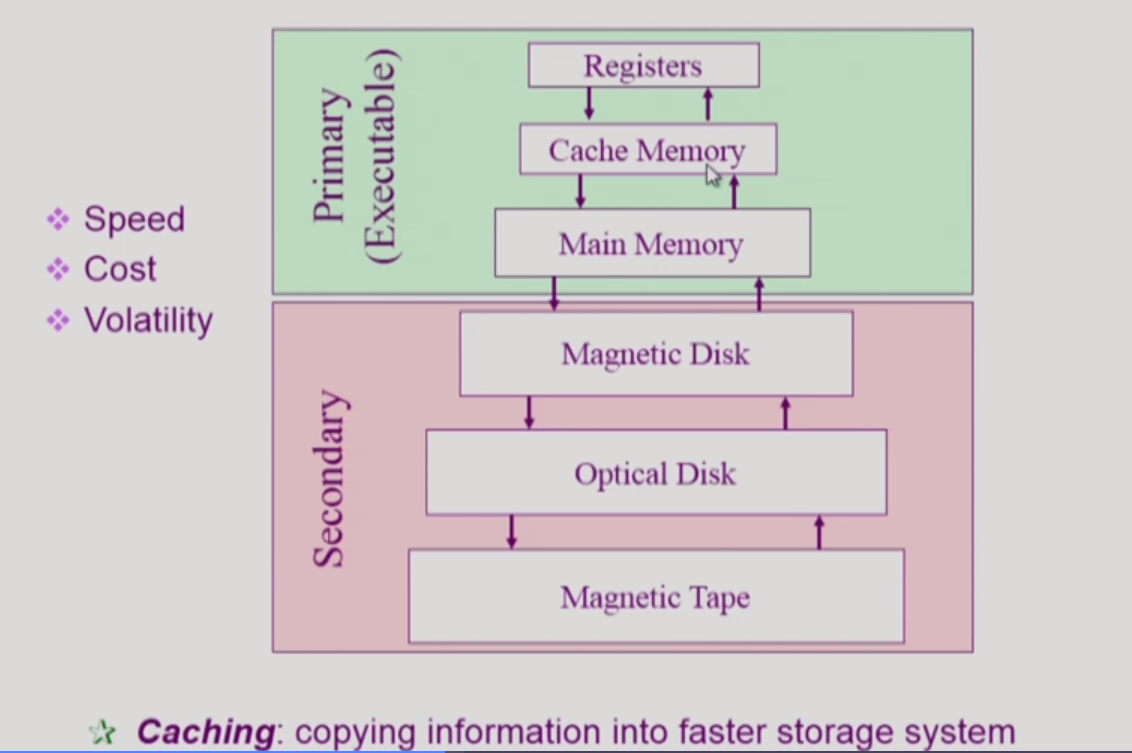 Speed
Cost
Volatility
Primary
(Executable)
Registers
Cache Memory
Main Memory
Secondary
Magnetic Disk
Optical Disk
Magnetic Tape
Caching: copying information into faster storage system